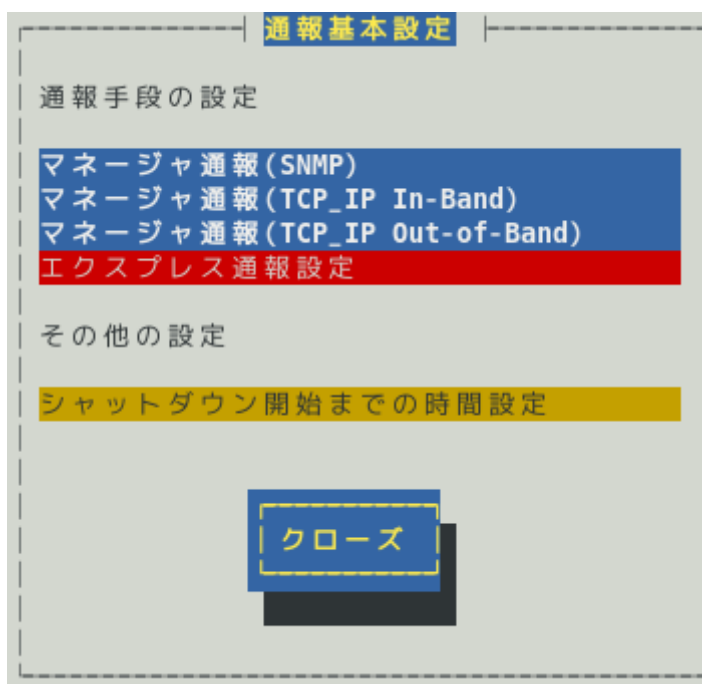 通報基本設定
通報手段の設定
マネージャ通報(SNMP)
マネージャ通報(TCP_IP In-Band)
マネージャ通報(TCP_IP Out-of-Band)
エクスプレス通報設定
その他の設定
シャットダウン開始までの時間設定
クローズ